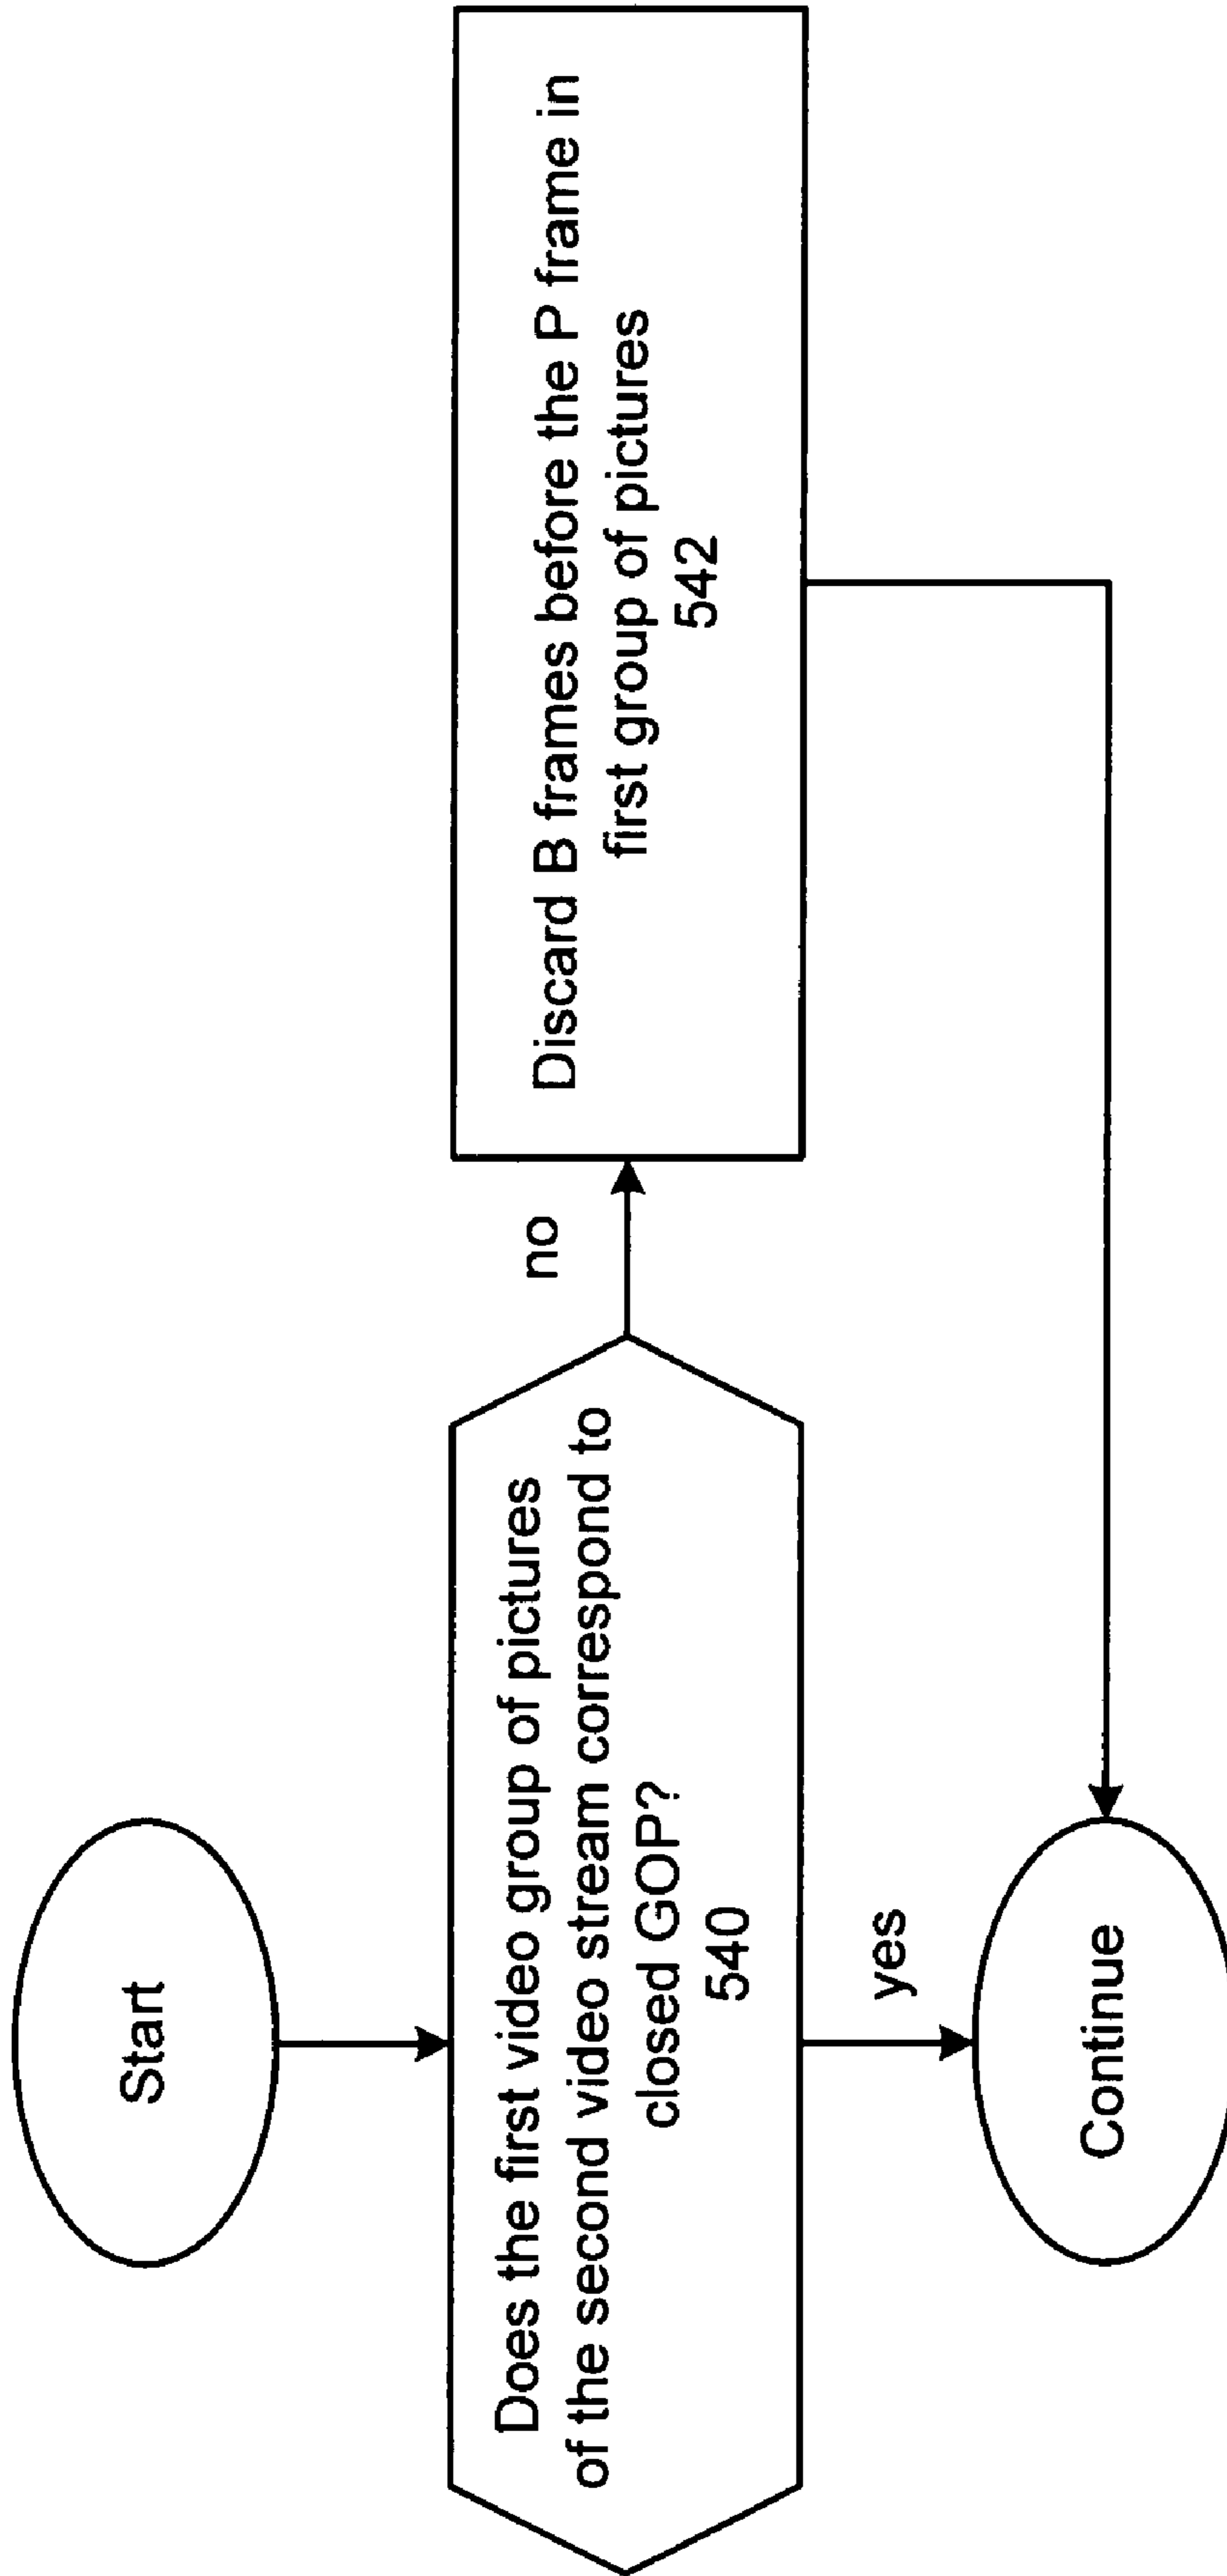 Start
Does the first video group of pictures
of the second video stream correspond to
closed GOP?
540
no
Discard B frames before the P frame in
first group of pictures
542
yes
Continue